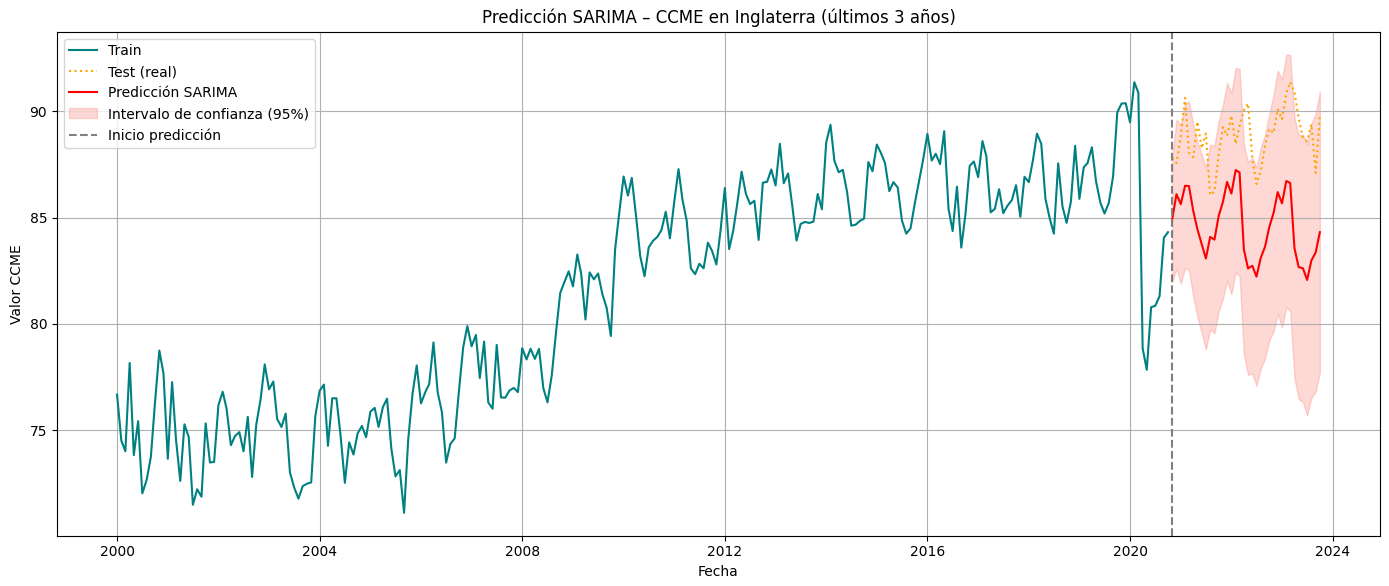 Predicción SARIMA – CCME en Inglaterra (últimos 3 años)
Train
Test (real)
Predicción SARIMA
Intervalo de confianza (95%)
Inicio predicción
Valor CCME
90
85
80
75
2000
2004
2008
2012
2016
2020
2024
Fecha